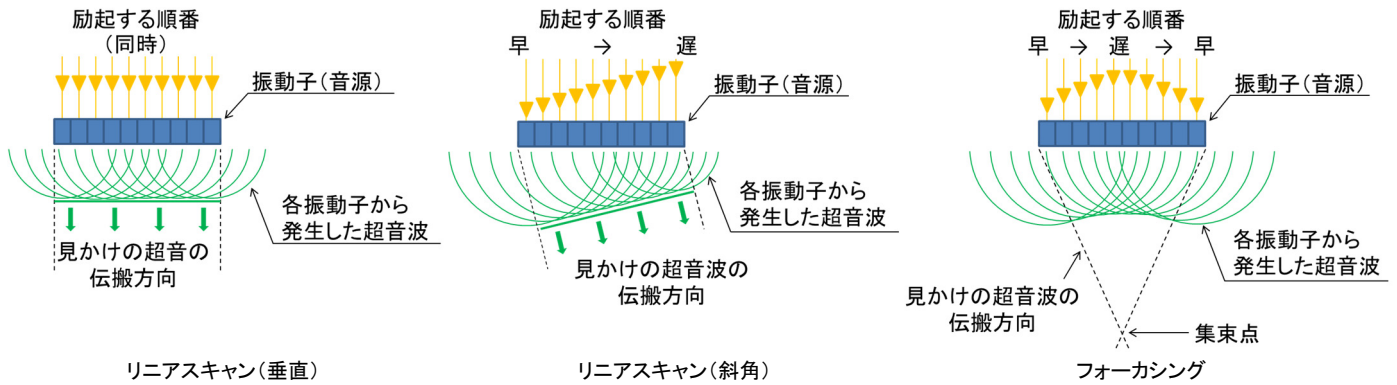 励起する順番
(同時)
振動子(音源)
各振動子から
発生した超音波
見かけの超音の
伝搬方向
リニアスキャン(垂直)
励起する順番
早 → 遅
振動子(音源)
各振動子から
発生した超音波
見かけの超音波の
伝搬方向
リニアスキャン(斜角)
励起する順番
早 → 遅 → 早
振動子(音源)
各振動子から
発生した超音波
見かけの超音波の
伝搬方向
集束点
フォーカシング